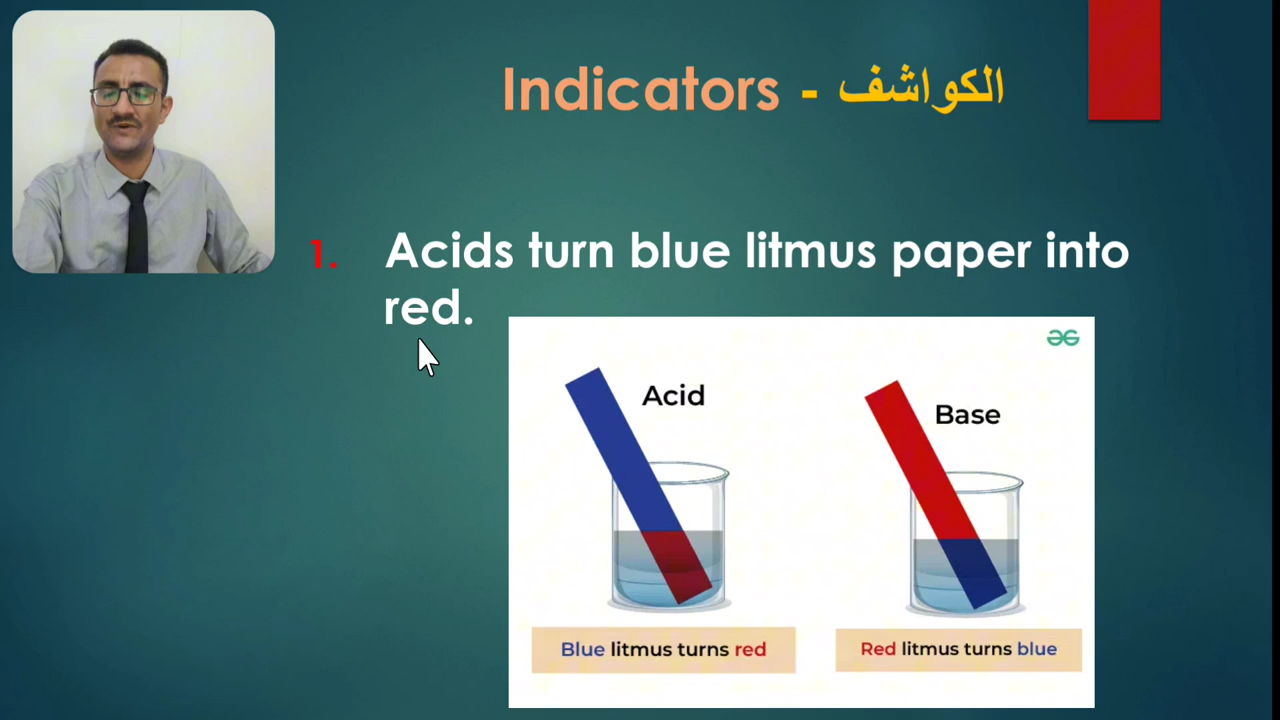 Indicators - الكواشف
1. Acids turn blue litmus paper into
red.
Acid
Base
Blue litmus turns red
Red litmus turns blue